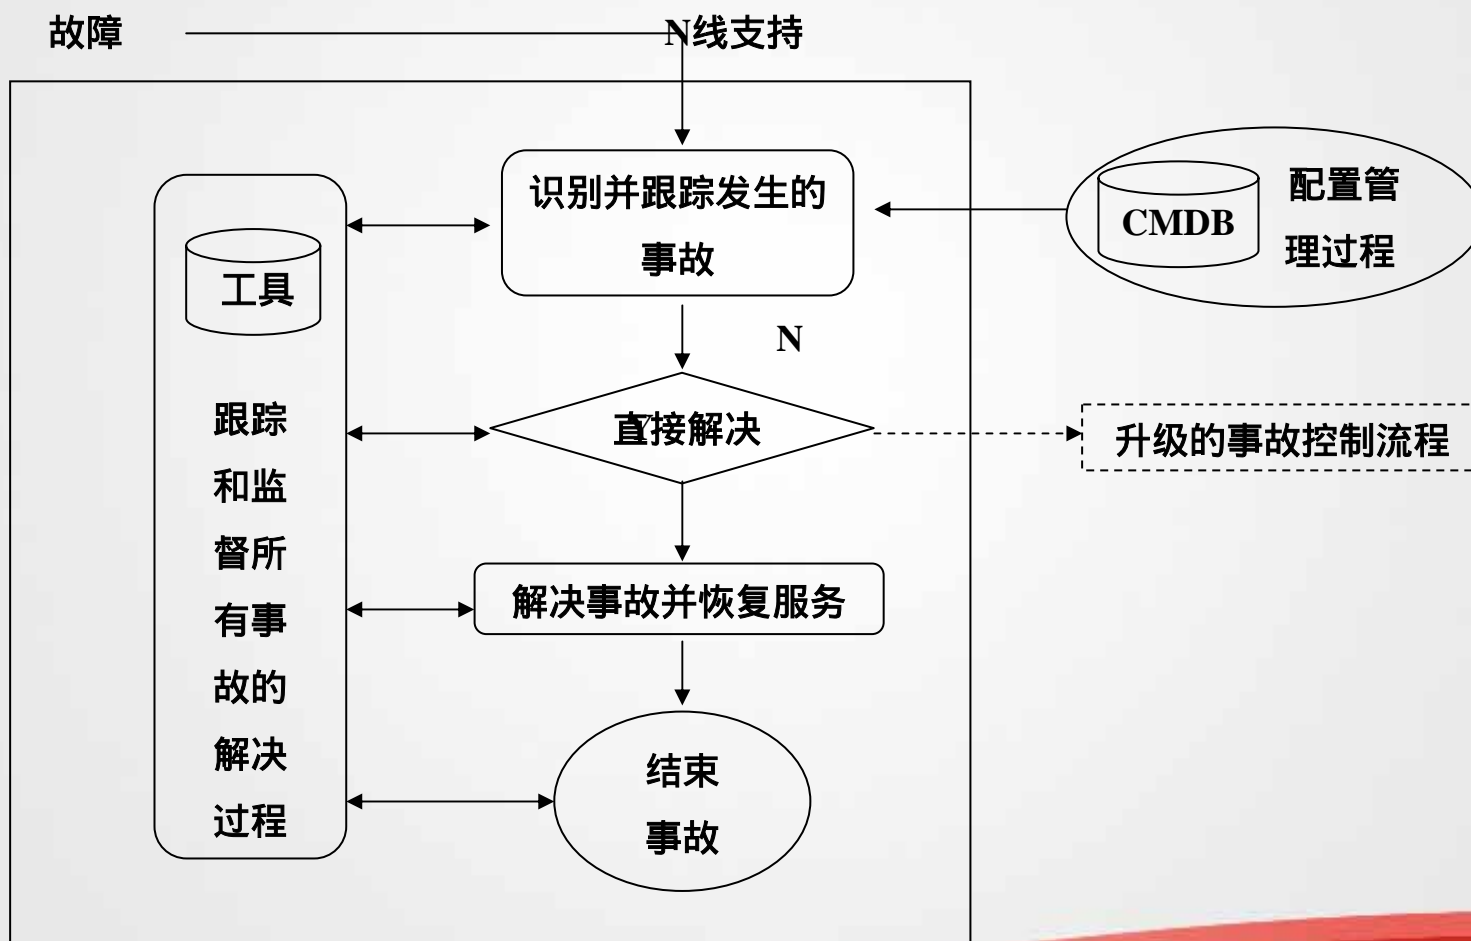 故障
N线支持
识别并跟踪发生的
事故
CMDB
配置管
理过程
工具
跟踪
和监
督所
有事
故的
解决
过程
N
直接解决
Y
升级的事故控制流程
解决事故并恢复服务
结束
事故